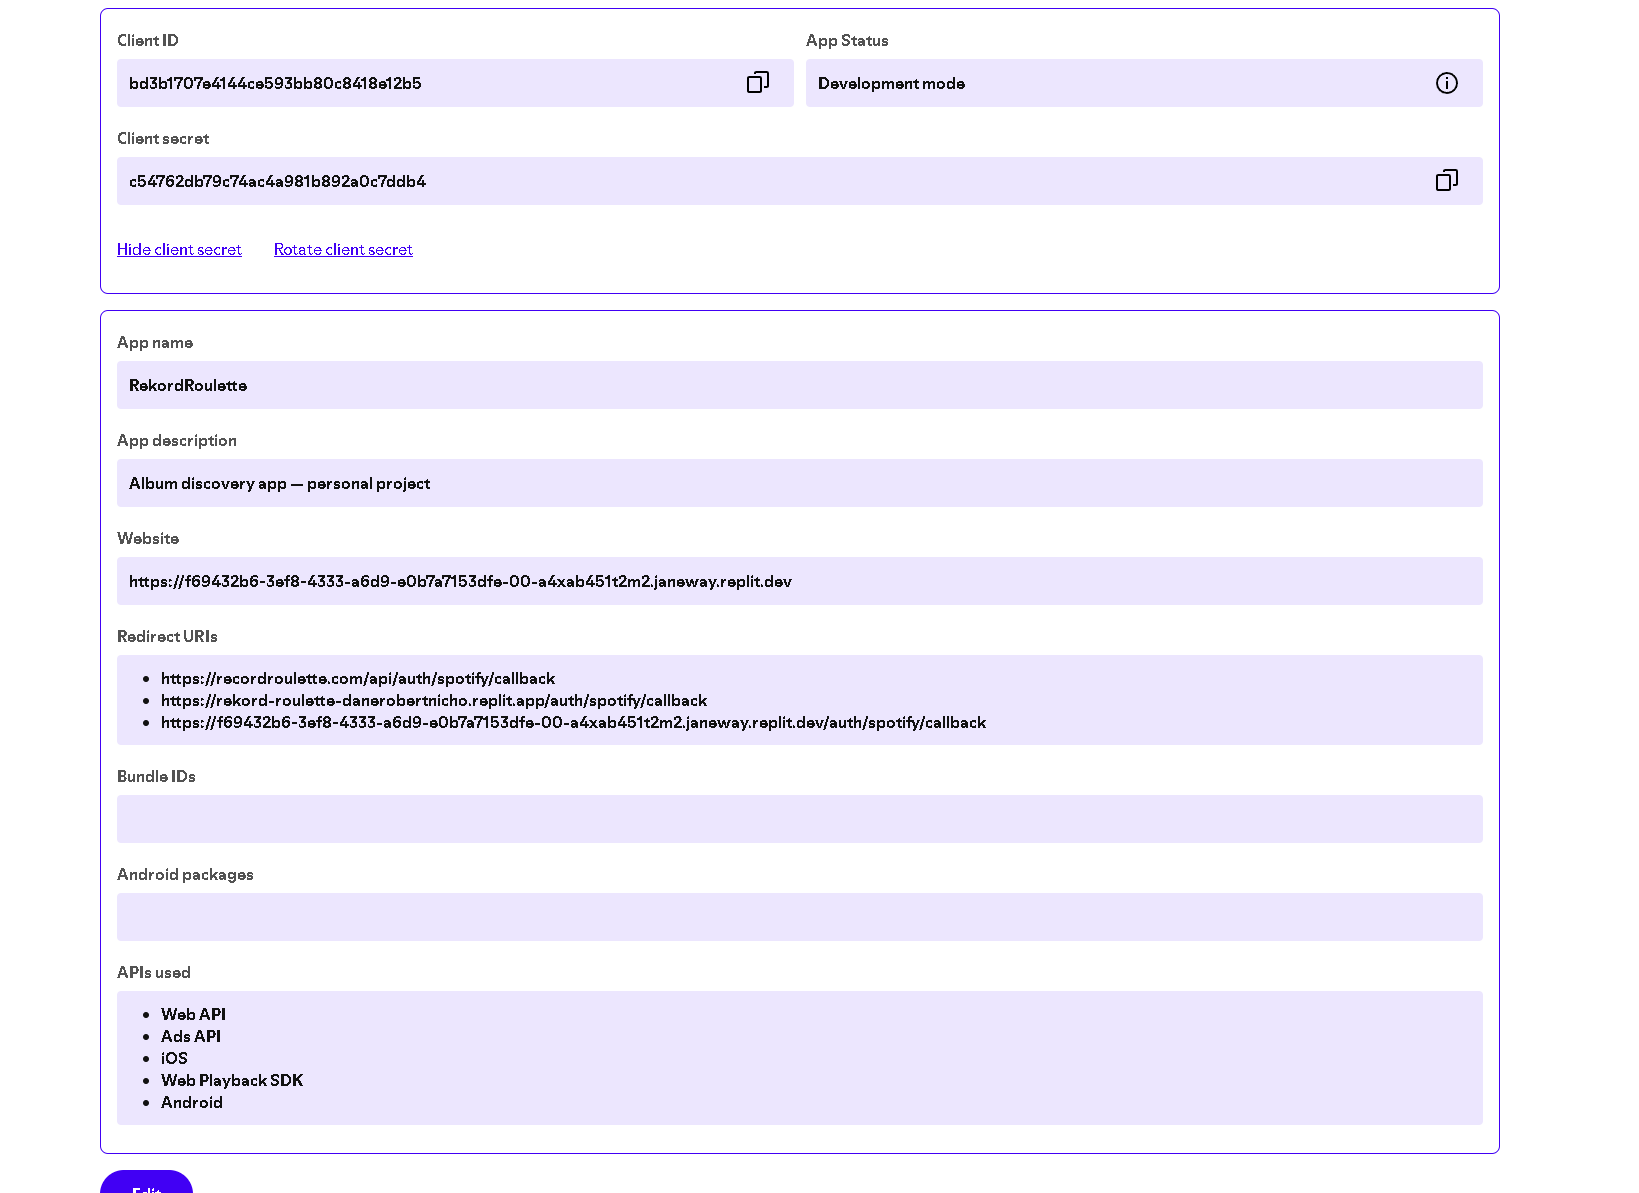 Client ID
App Status
bd3b1707e4144ce593bb80c8418e12b5
Development mode
Client secret
c54762db79c74ac4a981b892a0c7ddb4
Hide client secret
Rotate client secret
App name
RekordRoulette
App description
Album discovery app — personal project
Website
https://f69432b6-3ef8-4333-a6d9-e0b7a7153dfe-00-a4xab451t2m2.janeway.replit.dev
Redirect URIs
https://recordroulette.com/api/auth/spotify/callback
https://rekord-roulette-danerobertnicho.replit.app/auth/spotify/callback
https://f69432b6-3ef8-4333-a6d9-e0b7a7153dfe-00-a4xab451t2m2.janeway.replit.dev/auth/spotify/callback
Bundle IDs
Android packages
APIs used
Web API
Ads API
iOS
Web Playback SDK
Android
Edit